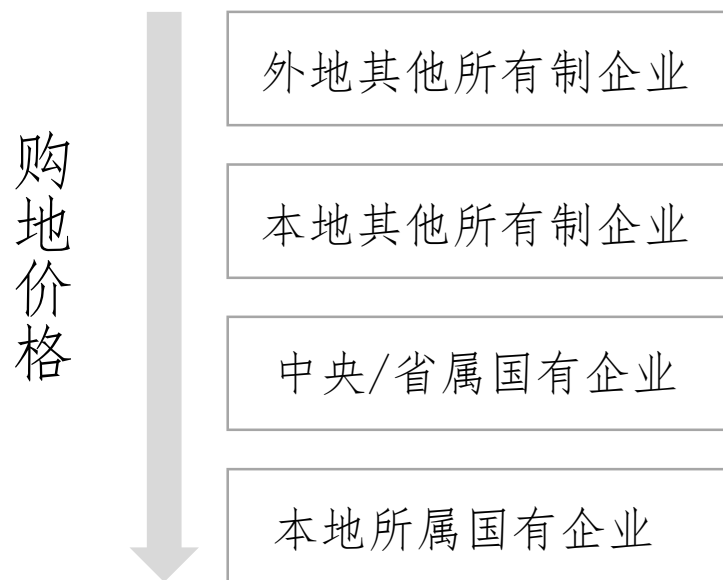 购地价格
外地其他所有制企业
本地其他所有制企业
中央/省属国有企业
本地所属国有企业